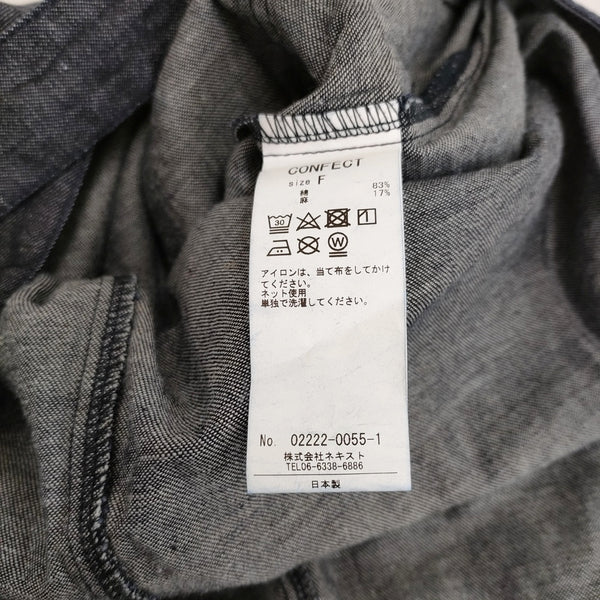 CONFECT
size F
綿 83%
麻 17%
30
W
アイロンは、当て布をしてかけ
てください。
ネット使用
単独で洗濯してください。
No. 02222-0055-1
株式会社ネキスト
TEL06-6338-6886
日本製